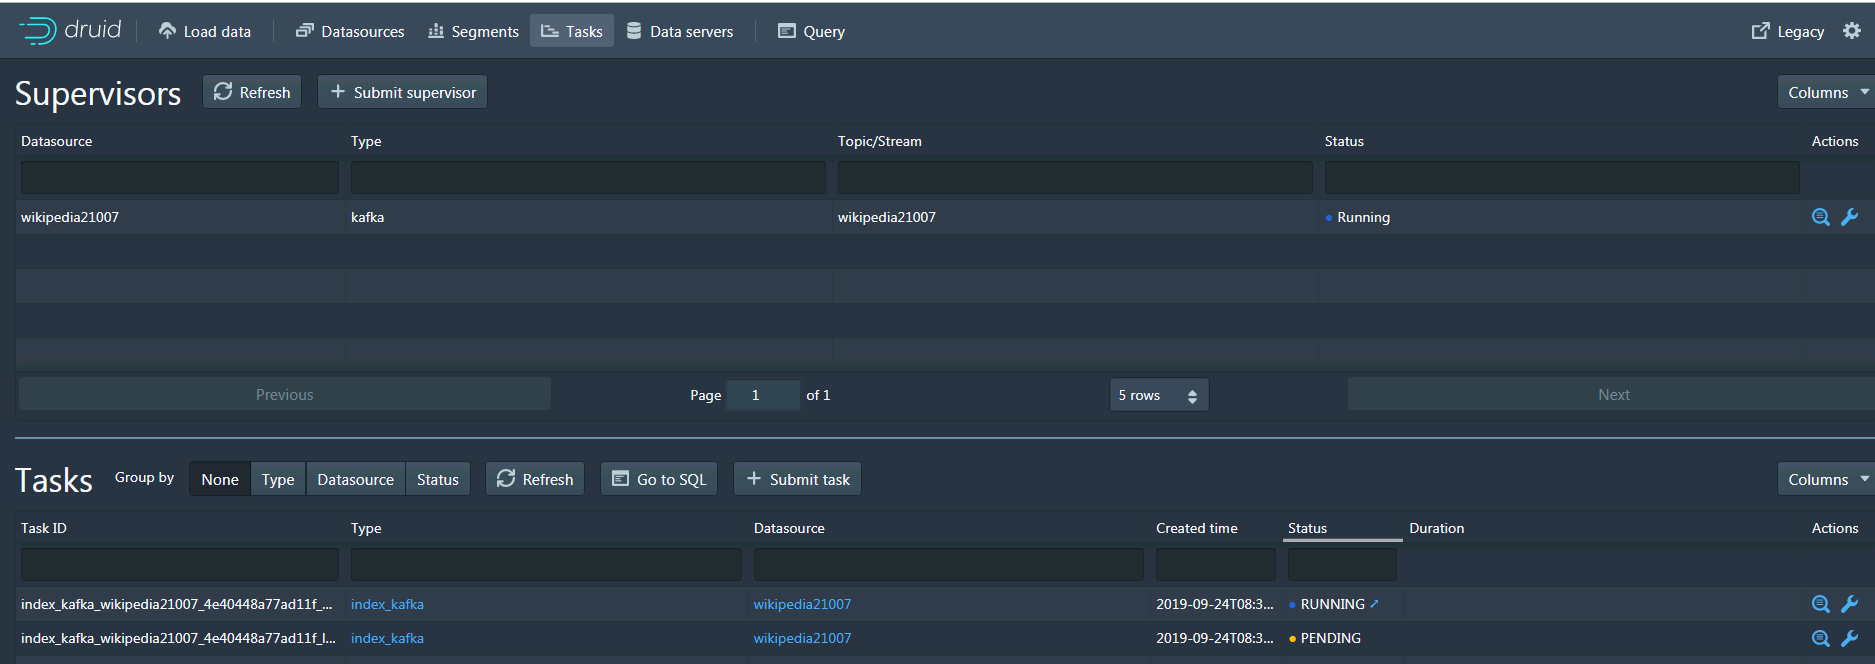 druid Load data Datasources Segments Tasks Data servers Query Legacy
Supervisors Refresh Submit supervisor Columns
Datasource Type Topic/Stream Status Actions
wikipedia21007 kafka wikipedia21007 Running
Previous Page 1 of 1 5 rows Next
Tasks Group by None Type Datasource Status Refresh Go to SQL Submit task Columns
Task ID Type Datasource Created time Status Duration Actions
index_kafka_wikipedia21007_4e40448a77ad11f_... index_kafka wikipedia21007 2019-09-24T08:3... RUNNING
index_kafka_wikipedia21007_4e40448a77ad11f_l... index_kafka wikipedia21007 2019-09-24T08:3... PENDING